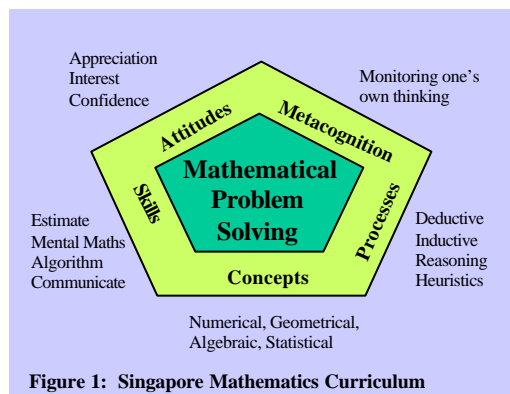 Appreciation
Interest
Confidence
Monitoring one's
own thinking
Attitudes
Metacognition
Mathematical
Problem
Solving
Skills
Processes
Concepts
Estimate
Mental Maths
Algorithm
Communicate
Deductive
Inductive
Reasoning
Heuristics
Numerical, Geometrical,
Algebraic, Statistical
Figure 1: Singapore Mathematics Curriculum